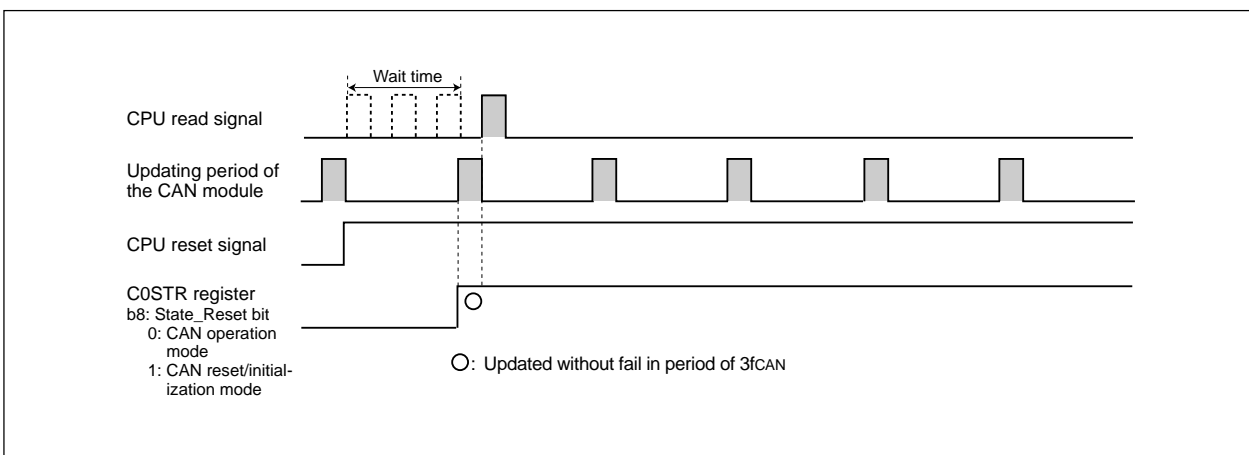 Wait time
CPU read signal
Updating period of
the CAN module
CPU reset signal
C0STR register
b8: State_Reset bit
0: CAN operation
mode
1: CAN reset/initial-
ization mode
: Updated without fail in period of 3fCAN